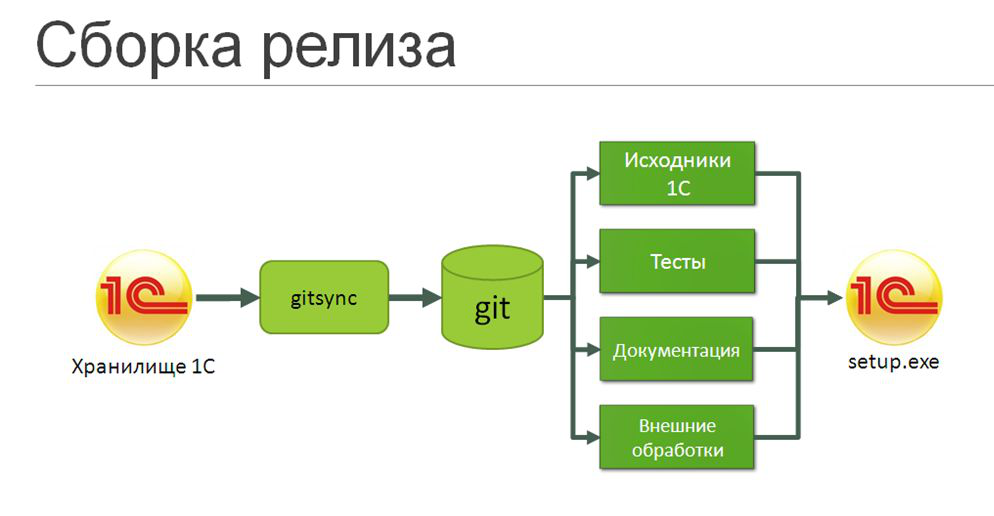 Сборка релиза
1С
Хранилище 1С
gitsync
git
Исходники
1С
Тесты
Документация
Внешние
обработки
1С
setup.exe